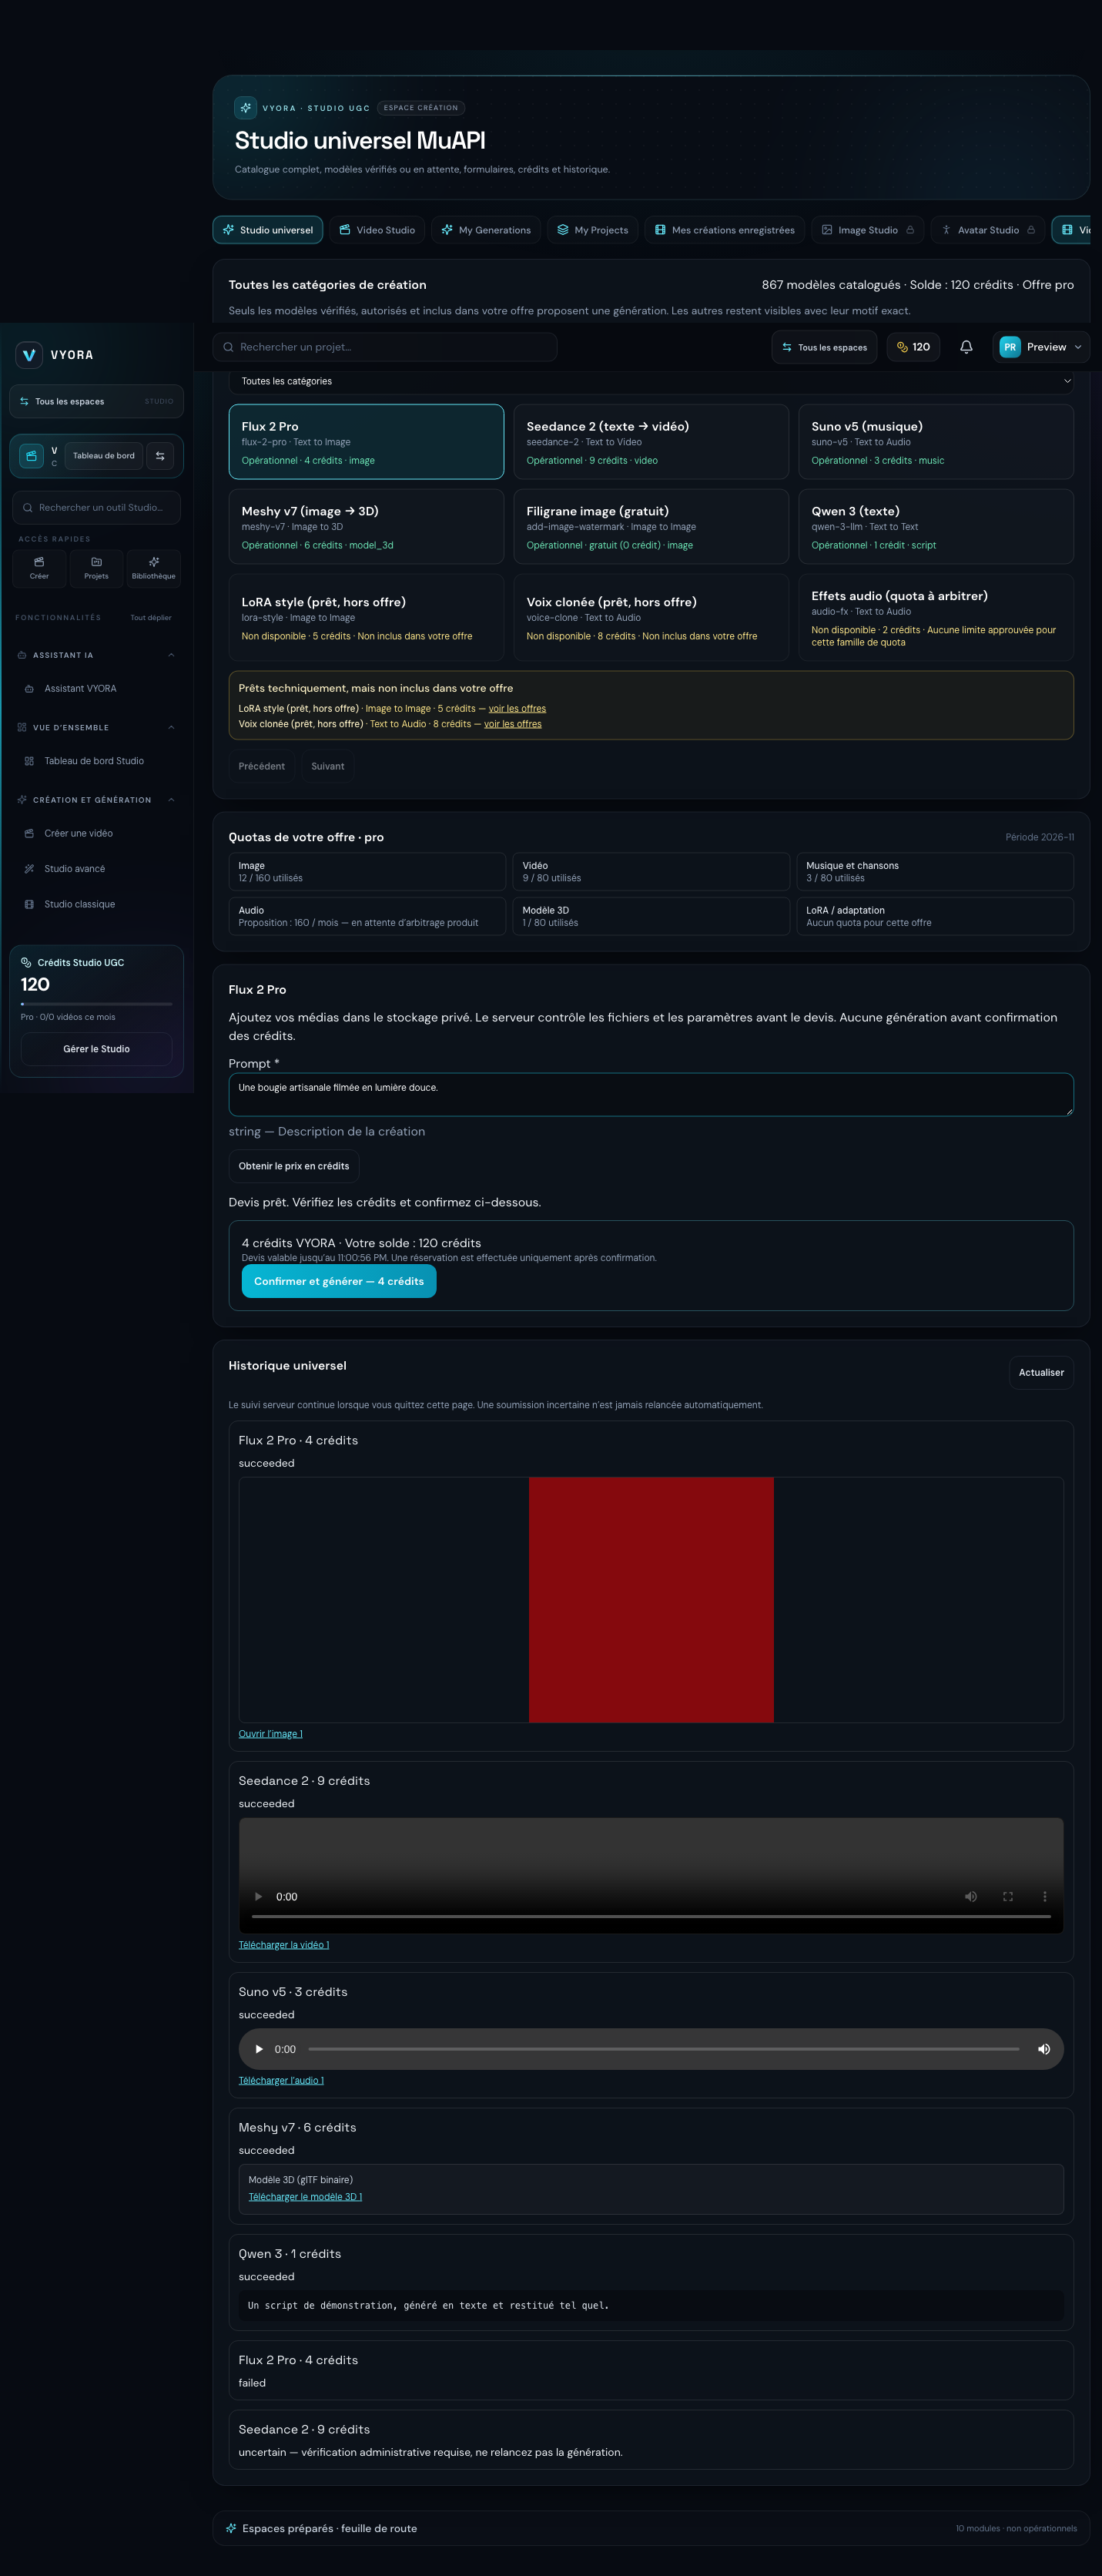 VYORA · STUDIO UGC
ESPACE CRÉATION
Studio universel MuAPI
Catalogue complet, modèles vérifiés ou en attente, formulaires, crédits et historique.
Studio universel
Video Studio
My Generations
My Projects
Mes créations enregistrées
Image Studio
Avatar Studio
Toutes les catégories de création
867 modèles catalogués · Solde : 120 crédits · Offre pro
Seuls les modèles vérifiés, autorisés et inclus dans votre offre proposent une génération. Les autres restent visibles avec leur motif exact.
VYORA
Rechercher un projet…
Tous les espaces
120
PR
Preview
Tous les espaces
STUDIO
V
C
Tableau de bord
Rechercher un outil Studio…
ACCÈS RAPIDES
Créer
Projets
Bibliothèque
FONCTIONNALITÉS
Tout déplier
ASSISTANT IA
Assistant VYORA
VUE D'ENSEMBLE
Tableau de bord Studio
CRÉATION ET GÉNÉRATION
Créer une vidéo
Studio avancé
Studio classique
Crédits Studio UGC
120
Pro · 0/0 vidéos ce mois
Gérer le Studio
Toutes les catégories
Flux 2 Pro
flux-2-pro · Text to Image
Opérationnel · 4 crédits · image
Seedance 2 (texte → vidéo)
seedance-2 · Text to Video
Opérationnel · 9 crédits · video
Suno v5 (musique)
suno-v5 · Text to Audio
Opérationnel · 3 crédits · music
Meshy v7 (image → 3D)
meshy-v7 · Image to 3D
Opérationnel · 6 crédits · model_3d
Filigrane image (gratuit)
add-image-watermark · Image to Image
Opérationnel · gratuit (0 crédit) · image
Qwen 3 (texte)
qwen-3-llm · Text to Text
Opérationnel · 1 crédit · script
LoRA style (prêt, hors offre)
lora-style · Image to Image
Non disponible · 5 crédits · Non inclus dans votre offre
Voix clonée (prêt, hors offre)
voice-clone · Text to Audio
Non disponible · 8 crédits · Non inclus dans votre offre
Effets audio (quota à arbitrer)
audio-fx · Text to Audio
Non disponible · 2 crédits · Aucune limite approuvée pour
cette famille de quota
Prêts techniquement, mais non inclus dans votre offre
LoRA style (prêt, hors offre) · Image to Image · 5 crédits — voir les offres
Voix clonée (prêt, hors offre) · Text to Audio · 8 crédits — voir les offres
Précédent
Suivant
Quotas de votre offre · pro
Période 2026-11
Image
12 / 160 utilisés
Vidéo
9 / 80 utilisés
Musique et chansons
3 / 80 utilisés
Audio
Proposition : 160 / mois — en attente d'arbitrage produit
Modèle 3D
1 / 80 utilisés
LoRA / adaptation
Aucun quota pour cette offre
Flux 2 Pro
Ajoutez vos médias dans le stockage privé. Le serveur contrôle les fichiers et les paramètres avant le devis. Aucune génération avant confirmation
des crédits.
Prompt *
Une bougie artisanale filmée en lumière douce.
string — Description de la création
Obtenir le prix en crédits
Devis prêt. Vérifiez les crédits et confirmez ci-dessous.
4 crédits VYORA · Votre solde : 120 crédits
Devis valable jusqu'au 11:00:56 PM. Une réservation est effectuée uniquement après confirmation.
Confirmer et générer — 4 crédits
Historique universel
Actualiser
Le suivi serveur continue lorsque vous quittez cette page. Une soumission incertaine n'est jamais relancée automatiquement.
Flux 2 Pro · 4 crédits
succeeded
Ouvrir l'image 1
Seedance 2 · 9 crédits
succeeded
0:00
Télécharger la vidéo 1
Suno v5 · 3 crédits
succeeded
0:00
Télécharger l'audio 1
Meshy v7 · 6 crédits
succeeded
Modèle 3D (glTF binaire)
Télécharger le modèle 3D 1
Qwen 3 · 1 crédits
succeeded
Un script de démonstration, généré en texte et restitué tel quel.
Flux 2 Pro · 4 crédits
failed
Seedance 2 · 9 crédits
uncertain — vérification administrative requise, ne relancez pas la génération.
Espaces préparés · feuille de route
10 modules · non opérationnels